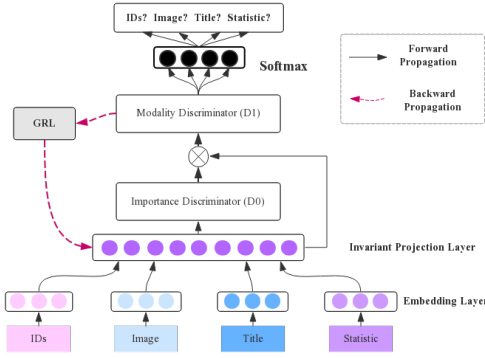 IDs? Image? Title? Statistic?
Softmax
Forward
Propagation
Backward
Propagation
GRL
Modality Discriminator (D1)
Importance Discriminator (D0)
Invariant Projection Layer
Embedding Layer
IDs
Image
Title
Statistic